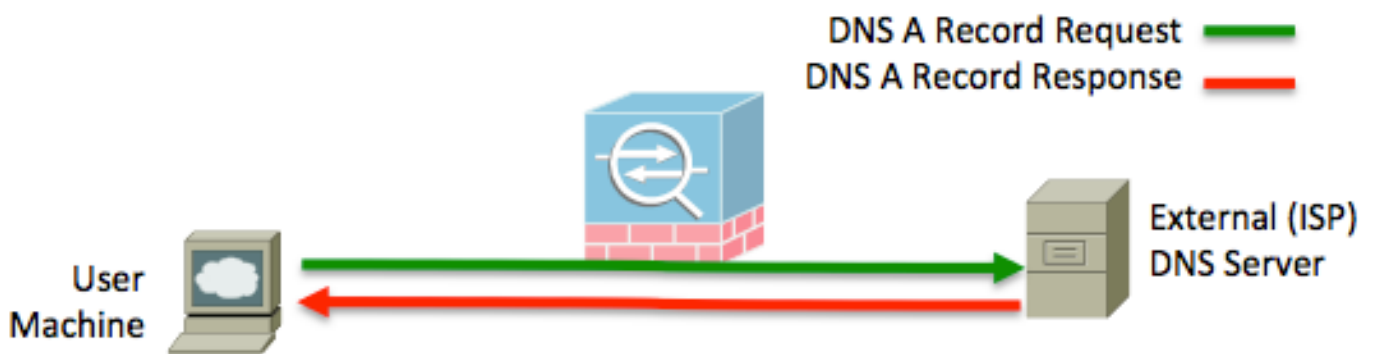 DNS A Record Request
DNS A Record Response
External (ISP)
DNS Server
User
Machine